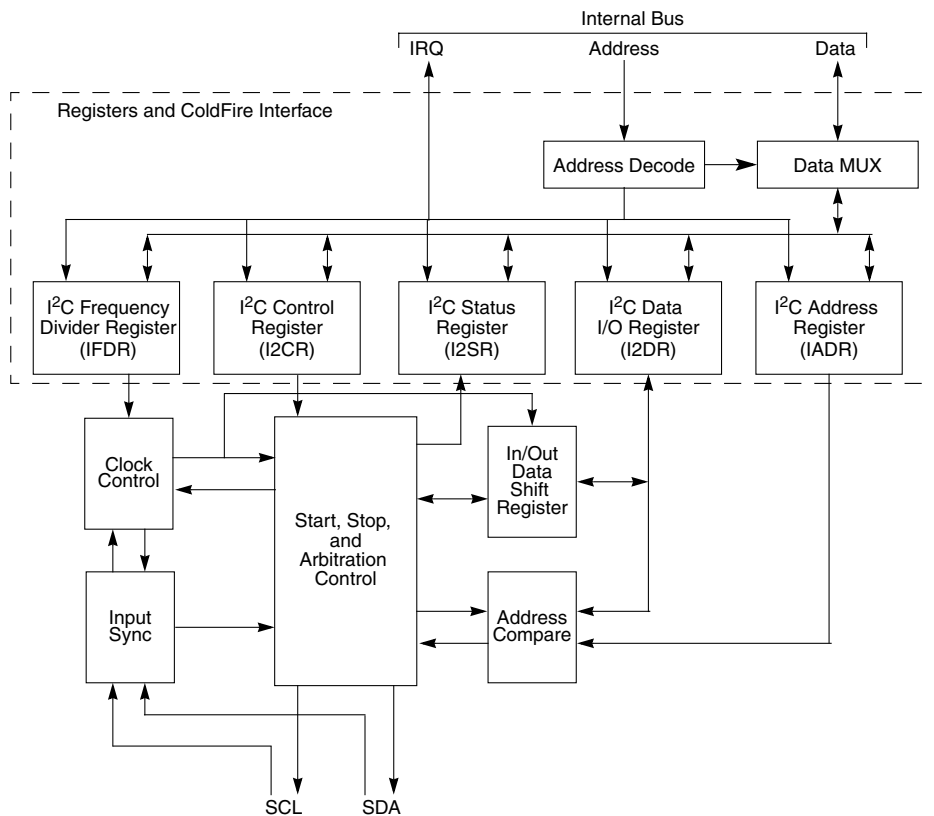 Internal Bus
IRQ Address Data
Registers and ColdFire Interface
Address Decode
Data MUX
I²C Frequency
Divider Register
(IFDR)
I²C Control
Register
(I2CR)
I²C Status
Register
(I2SR)
I²C Data
I/O Register
(I2DR)
I²C Address
Register
(IADR)
Clock
Control
Start, Stop,
and
Arbitration
Control
In/Out
Data
Shift
Register
Input
Sync
Address
Compare
SCL
SDA